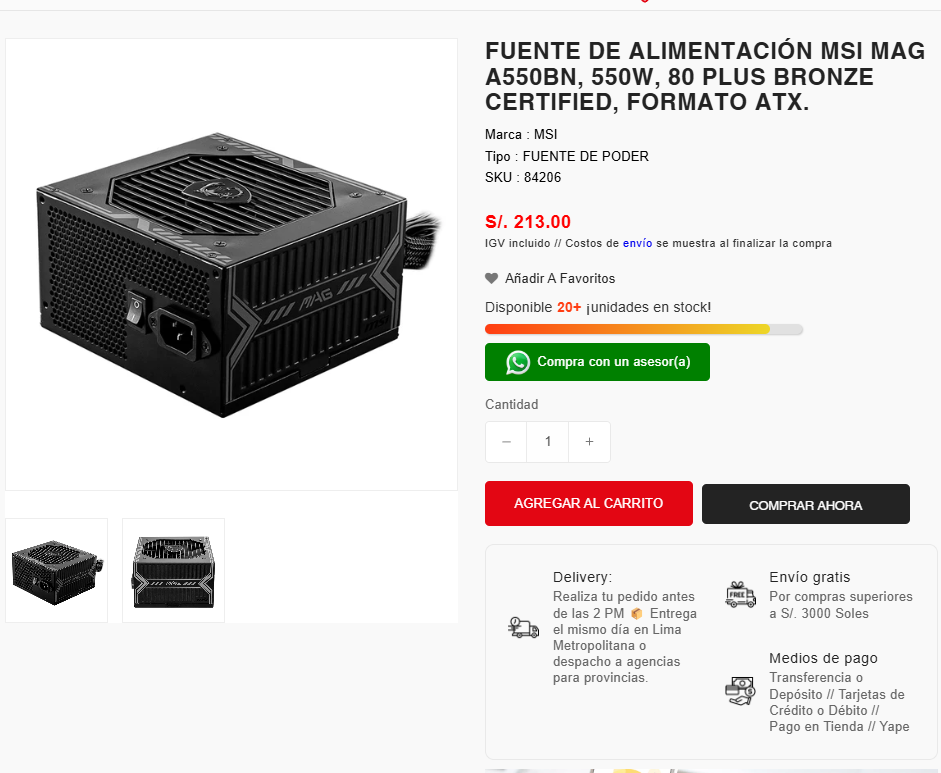 FUENTE DE ALIMENTACIÓN MSI MAG
A550BN, 550W, 80 PLUS BRONZE
CERTIFIED, FORMATO ATX.
Marca : MSI
Tipo : FUENTE DE PODER
SKU : 84206
S/. 213.00
IGV incluido // Costos de envío se muestra al finalizar la compra
Añadir A Favoritos
Disponible 20+ ¡unidades en stock!
Compra con un asesor(a)
Cantidad
− 1 +
AGREGAR AL CARRITO
COMPRAR AHORA
MAG
Delivery:
Realiza tu pedido antes
de las 2 PM 📦 Entrega
el mismo día en Lima
Metropolitana o
despacho a agencias
para provincias.
FREE
Envío gratis
Por compras superiores
a S/. 3000 Soles
Medios de pago
Transferencia o
Depósito // Tarjetas de
Crédito o Débito //
Pago en Tienda // Yape